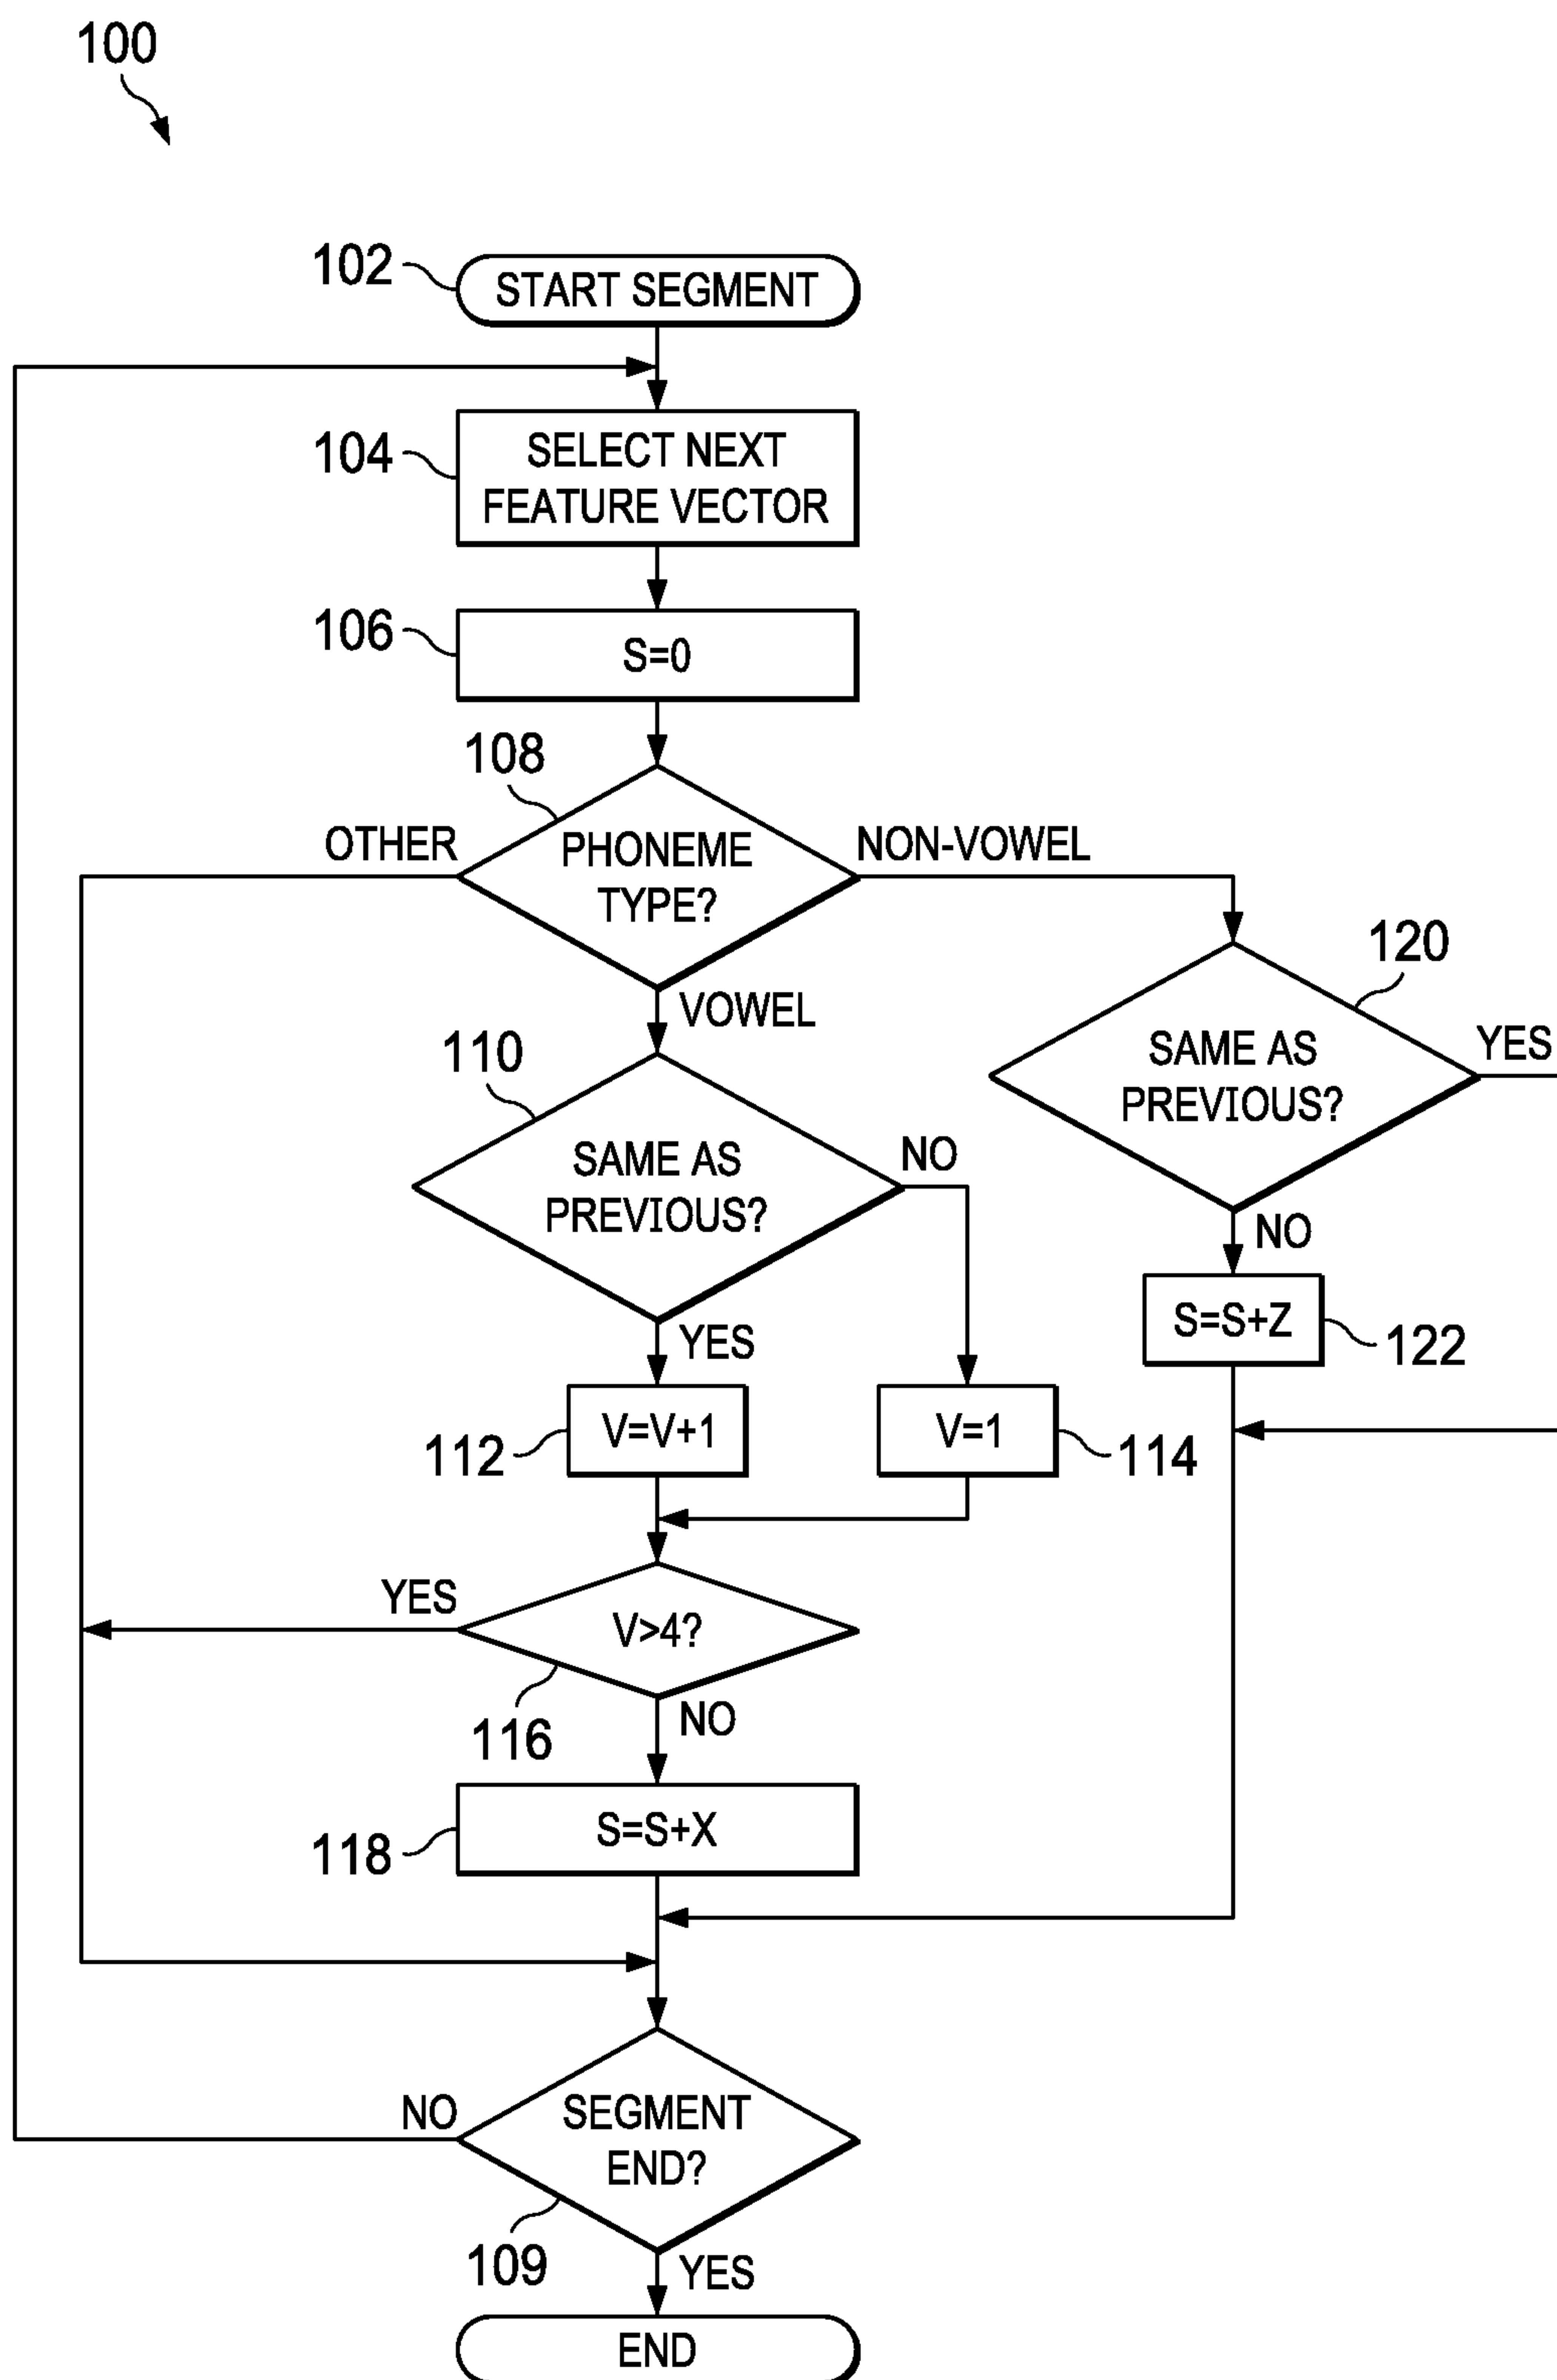 100
102
START SEGMENT
104
SELECT NEXT
FEATURE VECTOR
106
S=0
108
OTHER
PHONEME
TYPE?
NON-VOWEL
VOWEL
120
SAME AS
PREVIOUS?
YES
NO
110
SAME AS
PREVIOUS?
NO
YES
S=S+Z
122
112
V=V+1
V=1
114
YES
V>4?
116
NO
118
S=S+X
NO
SEGMENT
END?
109
YES
END